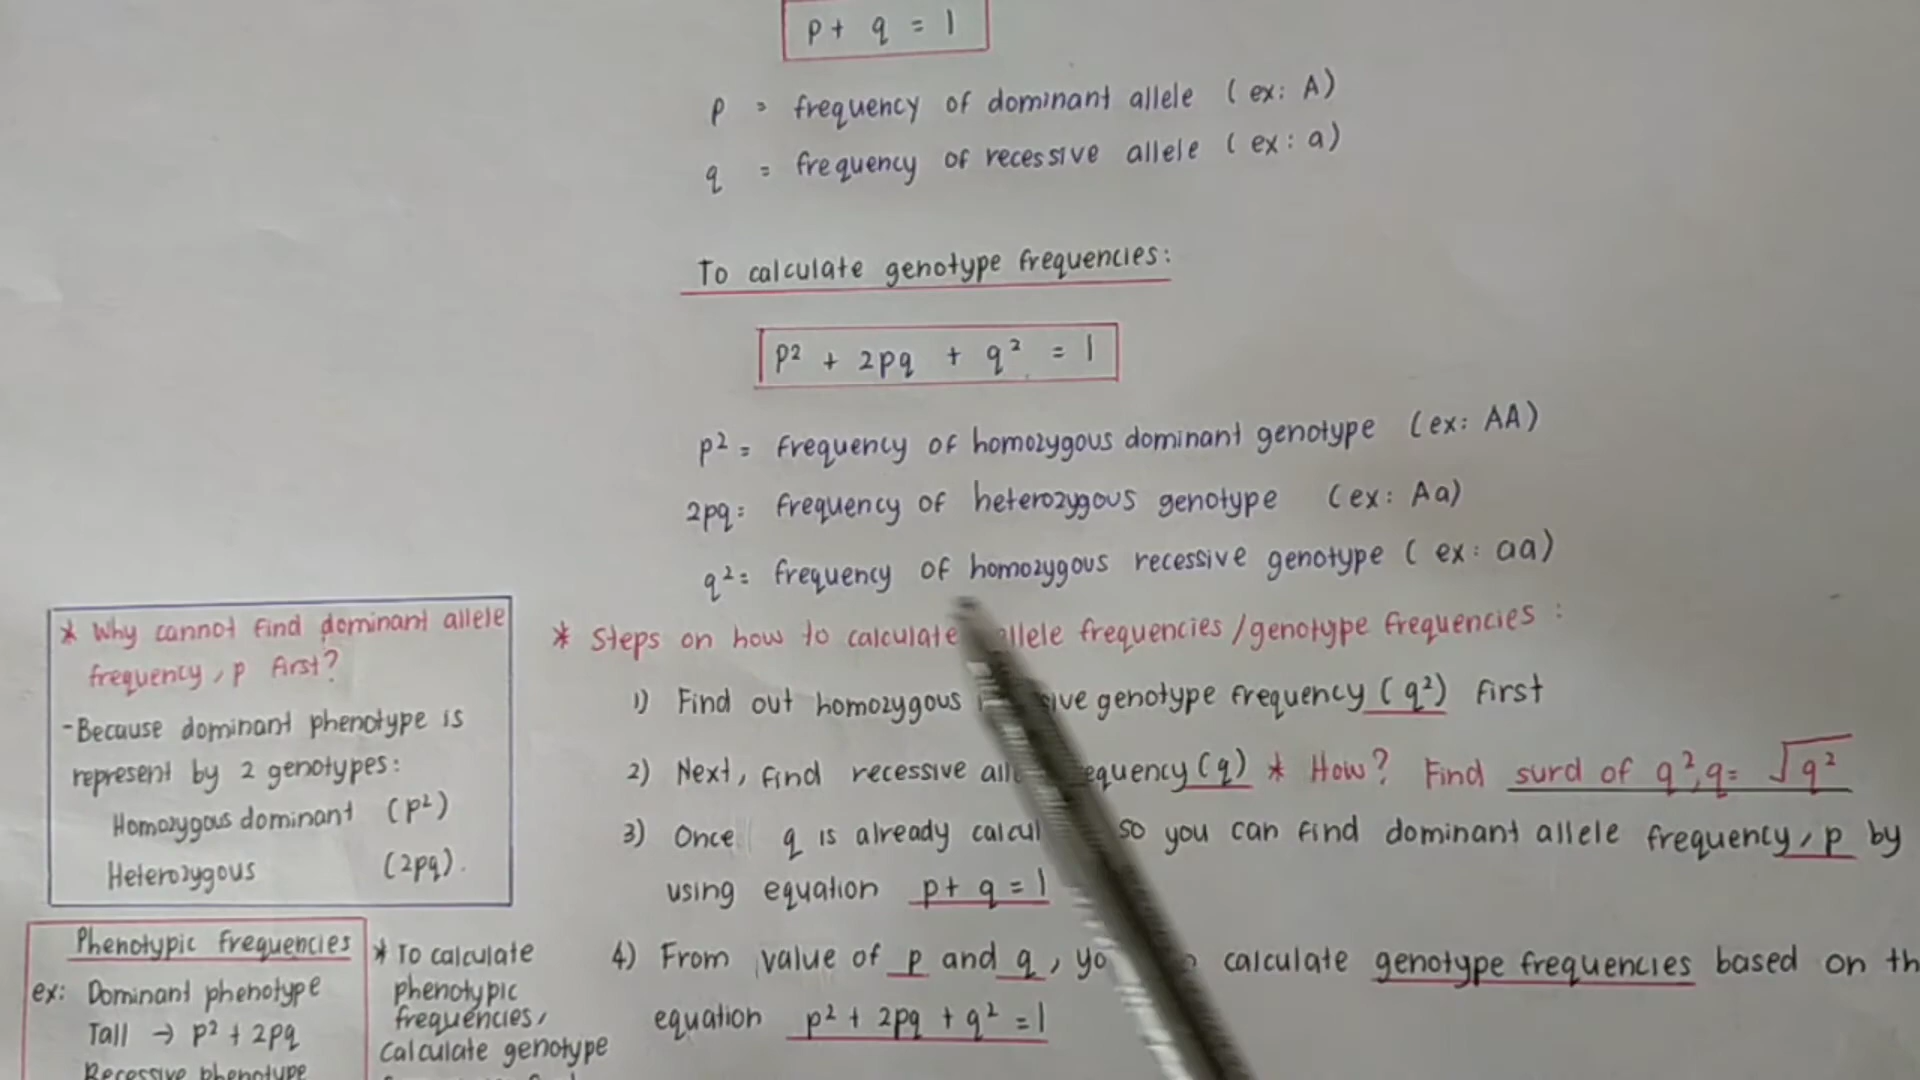 p + q = 1
p = frequency of dominant allele (ex: A)
q = frequency of recessive allele (ex: a)
To calculate genotype frequencies:
p² + 2pq + q² = 1
p² = frequency of homozygous dominant genotype (ex: AA)
2pq = frequency of heterozygous genotype (ex: Aa)
q² = frequency of homozygous recessive genotype (ex: aa)
* Why cannot find dominant allele
frequency, p first?
- Because dominant phenotype is
represent by 2 genotypes:
Homozygous dominant (p²)
Heterozygous (2pq).
* Steps on how to calculate allele frequencies/genotype frequencies:
1) Find out homozygous genotype frequency (q²) first
2) Next, find recessive frequency (q) * How? Find surd of q², q = √q²
3) Once q is already so you can find dominant allele frequency, p by
using equation p + q = 1
4) From value of p and q, calculate genotype frequencies based on
equation p² + 2pq + q² = 1
Phenotypic frequencies
ex: Dominant phenotype
Tall → p² + 2pq
Recessive phenotype
* To calculate
phenotypic
frequencies,
calculate genotype